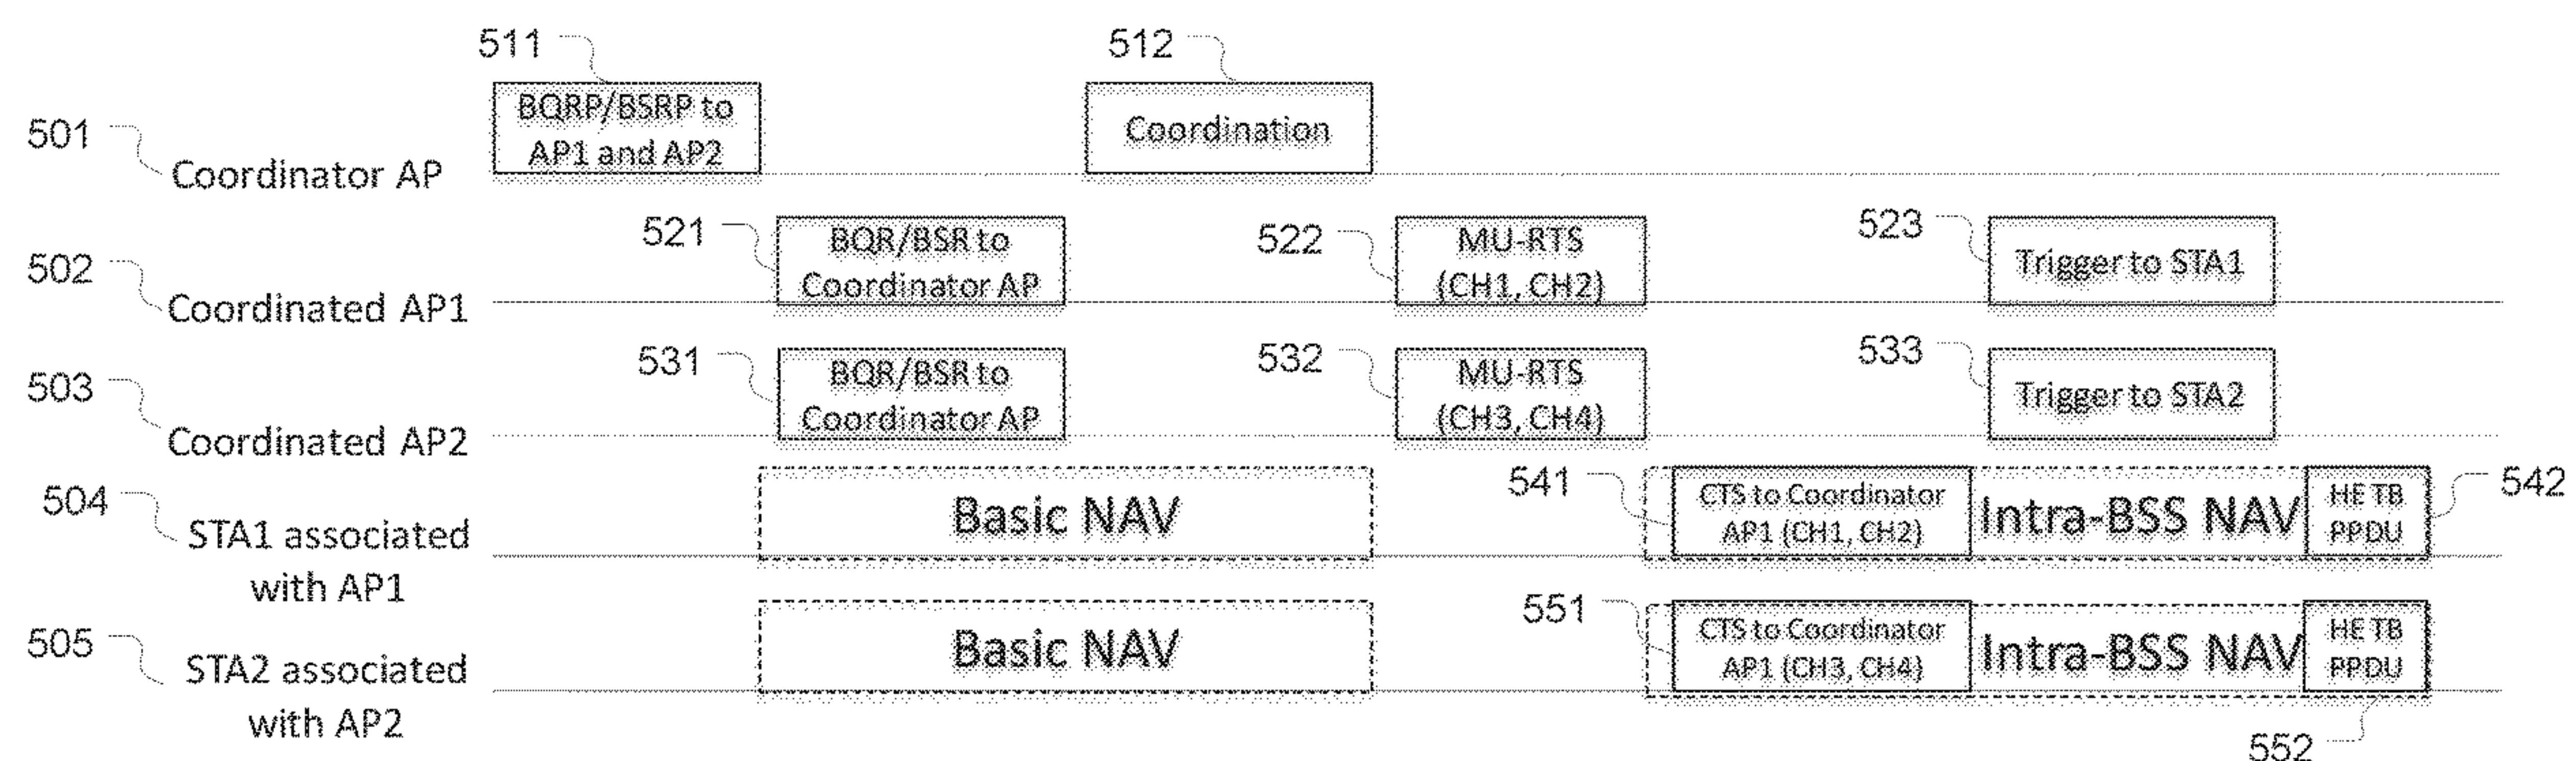 511
512
BQRP/BSRP to
AP1 and AP2
Coordination
501
Coordinator AP
521
BQR/BSR to
Coordinator AP
522
MU-RTS
(CH1, CH2)
523
Trigger to STA1
502
Coordinated AP1
531
BQR/BSR to
Coordinator AP
532
MU-RTS
(CH3, CH4)
533
Trigger to STA2
503
Coordinated AP2
504
STA1 associated
with AP1
Basic NAV
541
CTS to Coordinator
AP1 (CH1, CH2)
Intra-BSS NAV
HE TB
PPDU
542
505
STA2 associated
with AP2
Basic NAV
551
CTS to Coordinator
AP1 (CH3, CH4)
Intra-BSS NAV
HE TB
PPDU
552